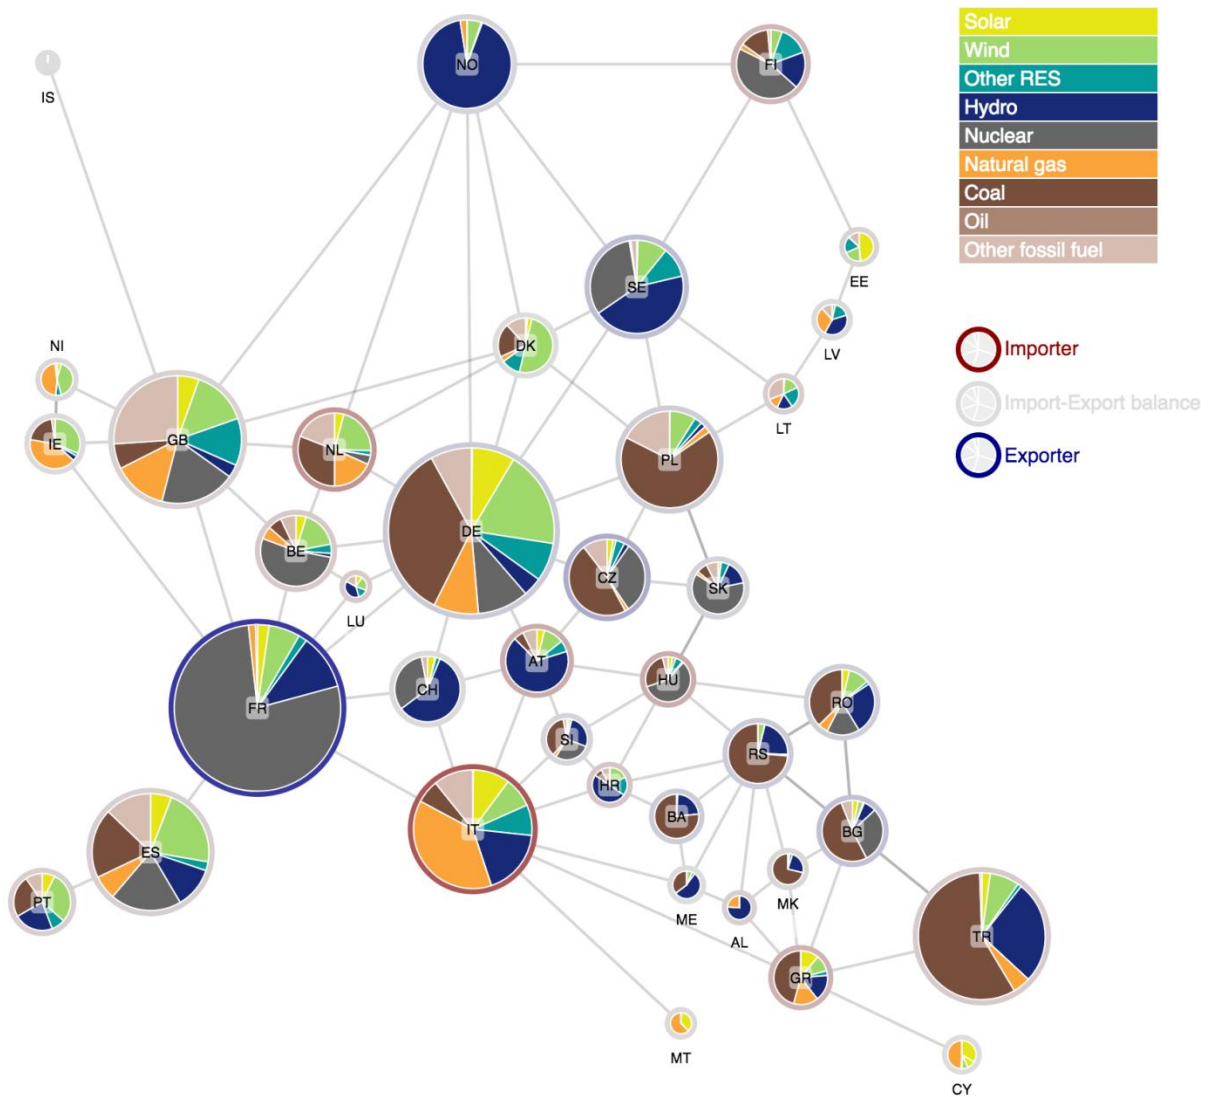 Solar
Wind
Other RES
Hydro
Nuclear
Natural gas
Coal
Oil
Other fossil fuel
Importer
Import-Export balance
Exporter
NO
FI
IS
EE
SE
LV
NI
DK
LT
IE
GB
NL
PL
DE
BE
CZ
SK
LU
AT
HU
CH
FR
RO
SI
RS
HR
IT
BA
BG
ES
MK
ME
PT
AL
TR
GR
MT
CY